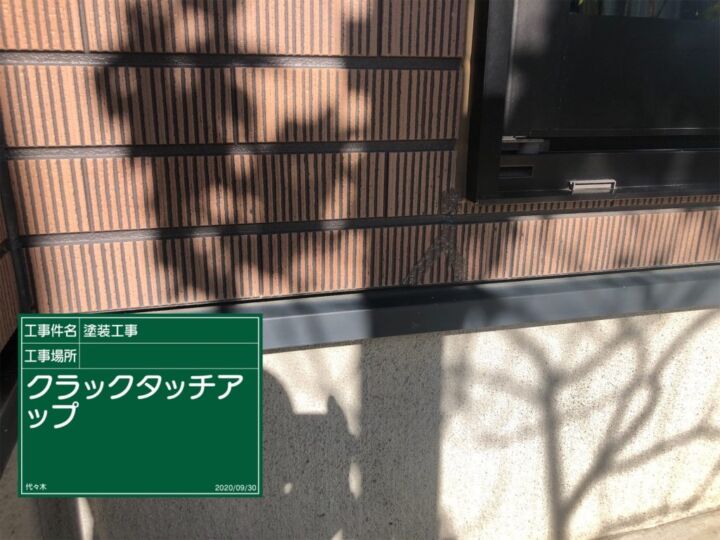 工事件名 塗装工事
工事場所
クラックタッチア
ップ
代々木 2020/09/30